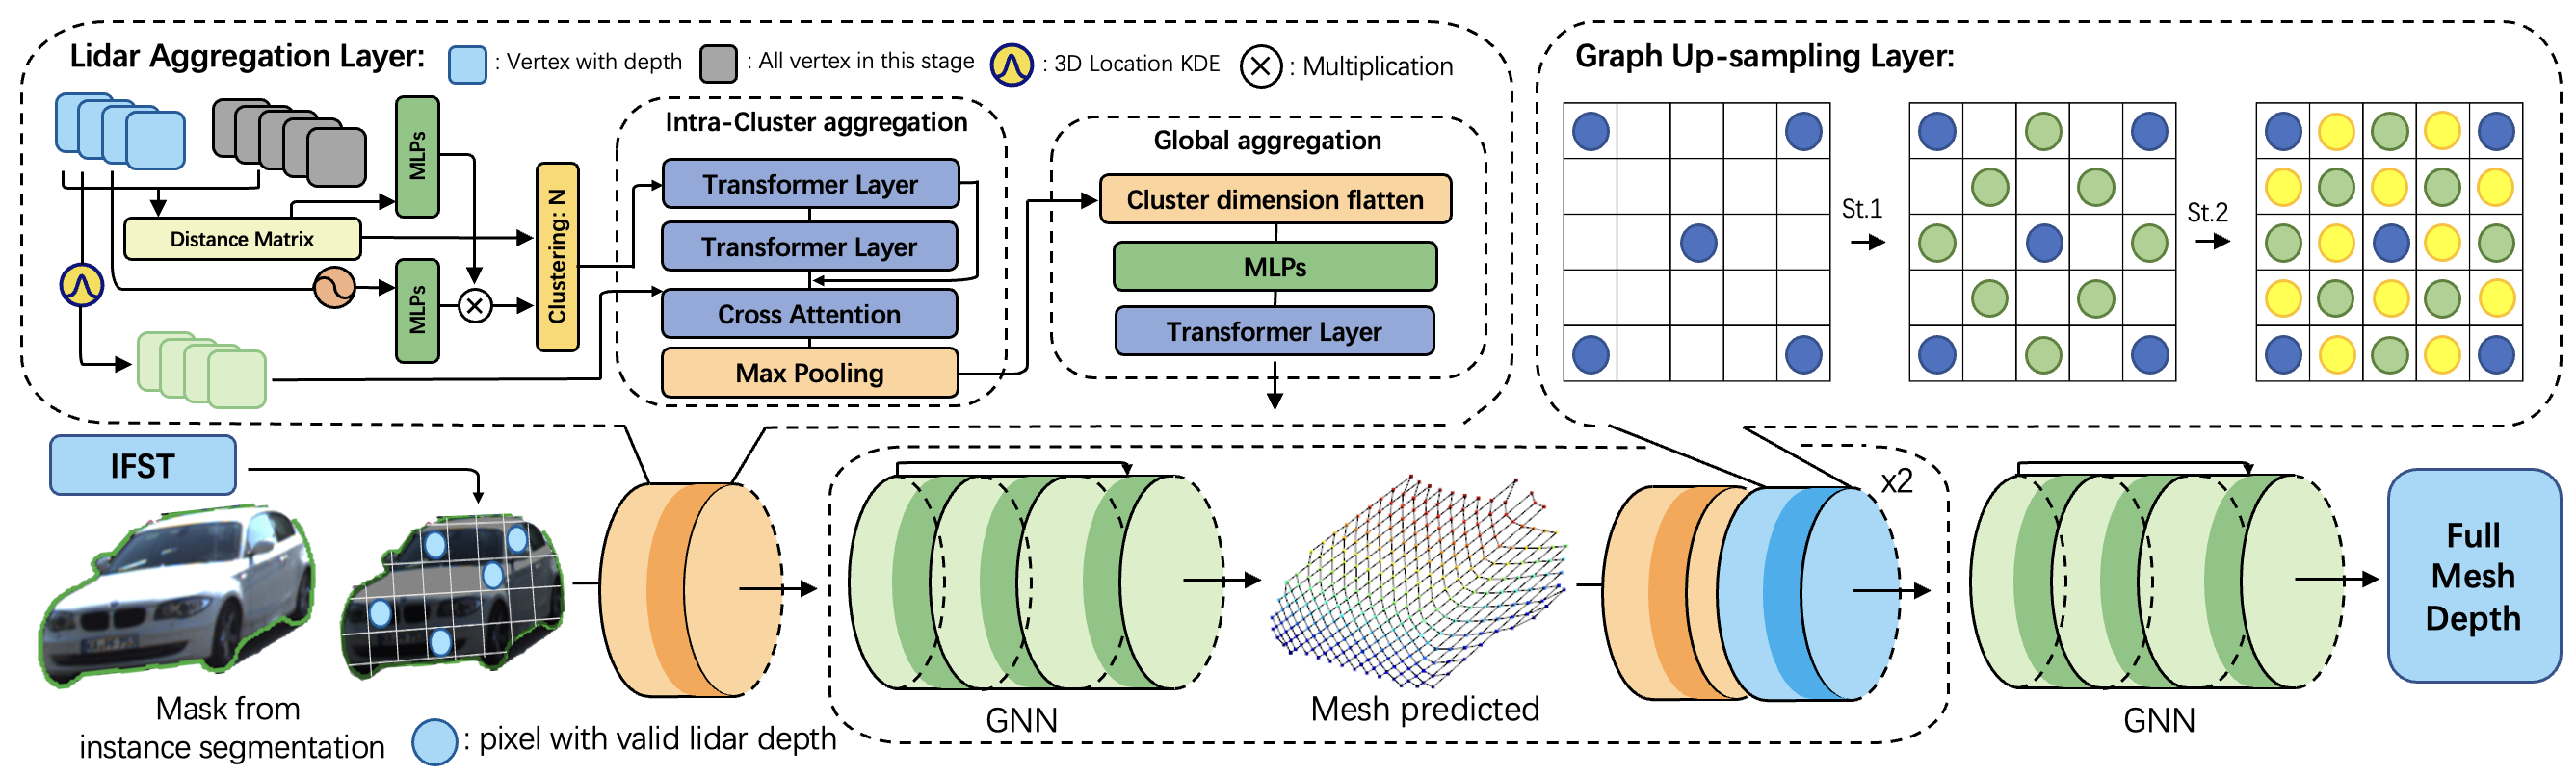 Lidar Aggregation Layer:
: Vertex with depth
: All vertex in this stage
: 3D Location KDE
: Multiplication
MLPs
Distance Matrix
MLPs
Clustering: N
Intra-Cluster aggregation
Transformer Layer
Transformer Layer
Cross Attention
Max Pooling
Global aggregation
Cluster dimension flatten
MLPs
Transformer Layer
Graph Up-sampling Layer:
St.1
St.2
IFST
Mask from
instance segmentation
: pixel with valid lidar depth
GNN
Mesh predicted
x2
GNN
Full
Mesh
Depth